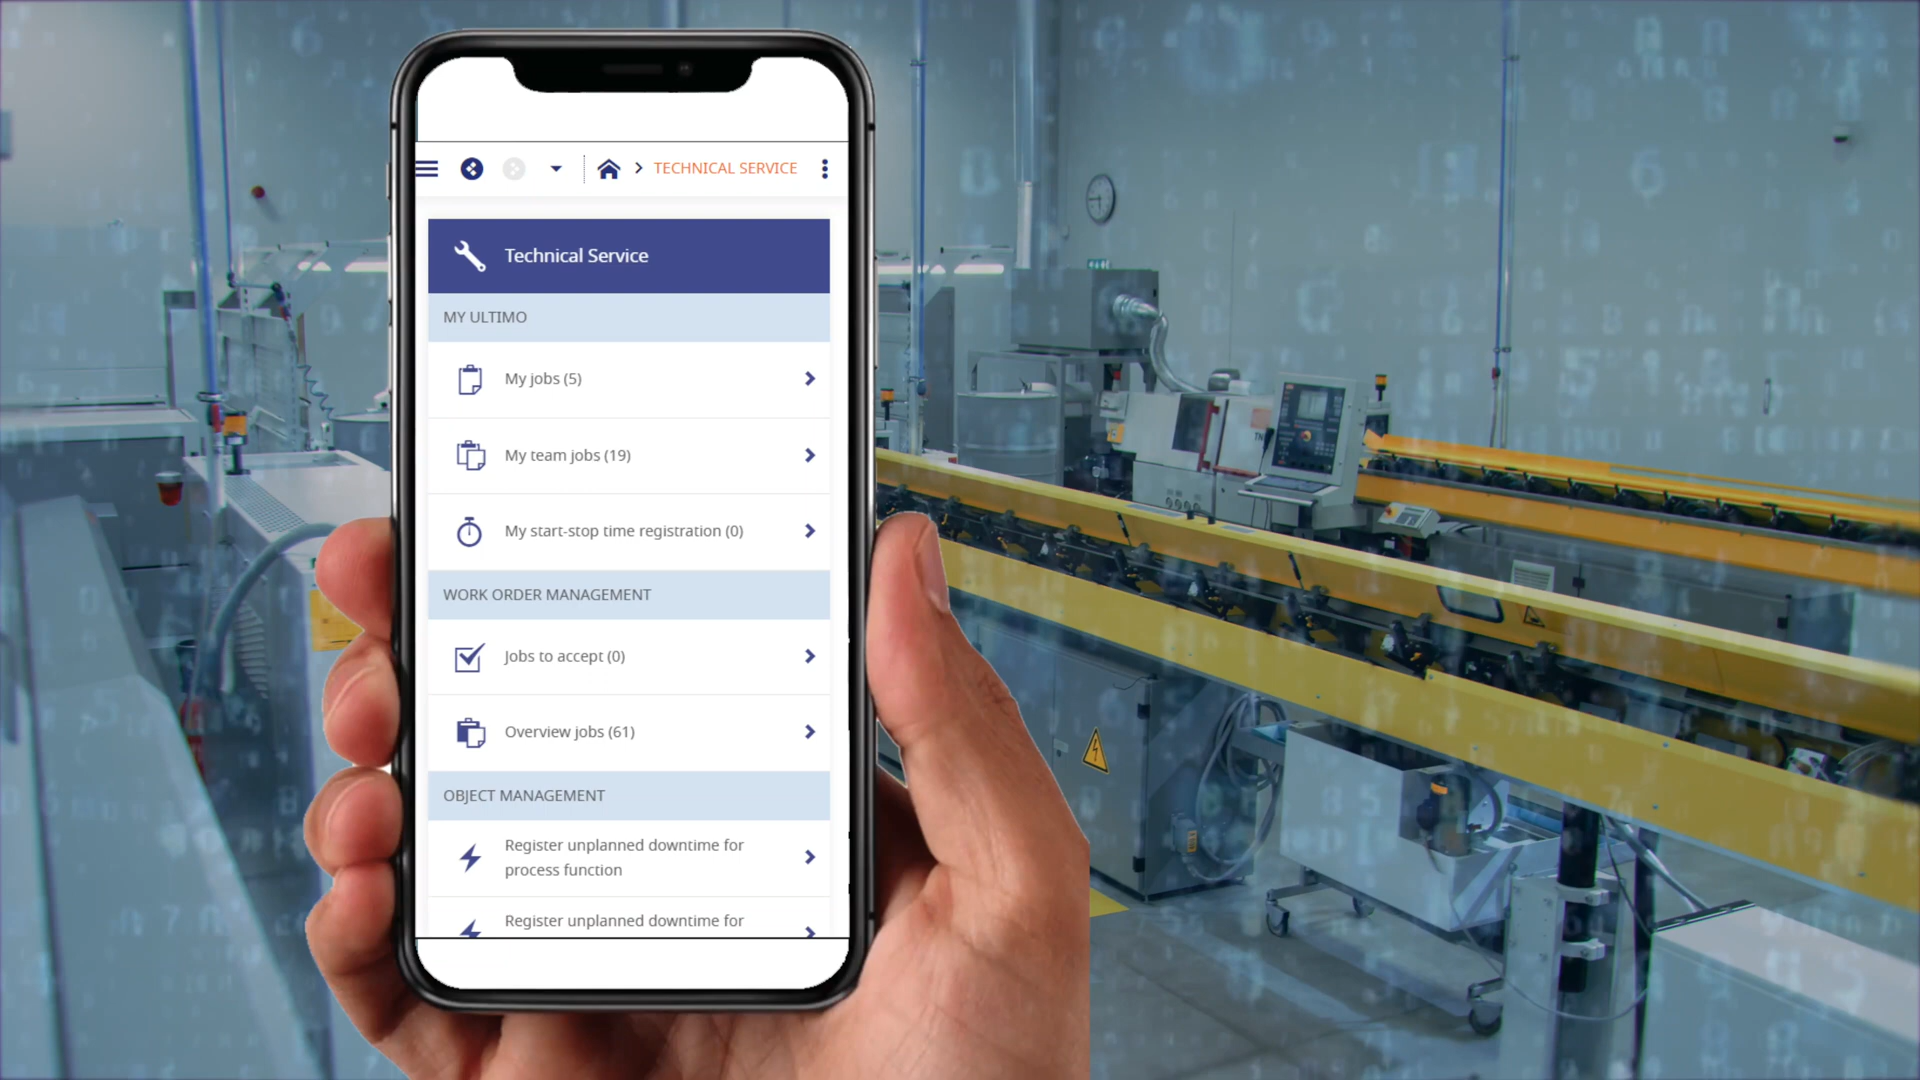 TECHNICAL SERVICE
Technical Service
MY ULTIMO
My jobs (5)
My team jobs (19)
My start-stop time registration (0)
WORK ORDER MANAGEMENT
Jobs to accept (0)
Overview jobs (61)
OBJECT MANAGEMENT
Register unplanned downtime for
process function
Register unplanned downtime for